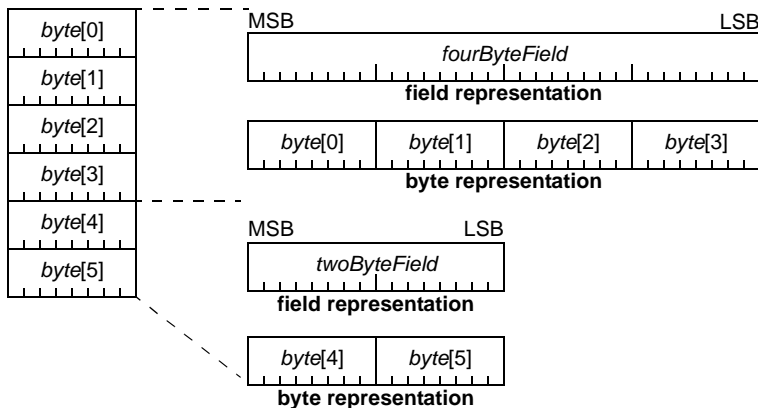 byte[0]
byte[1]
byte[2]
byte[3]
byte[4]
byte[5]
MSB LSB
fourByteField
field representation
byte[0] byte[1] byte[2] byte[3]
byte representation
MSB LSB
twoByteField
field representation
byte[4] byte[5]
byte representation